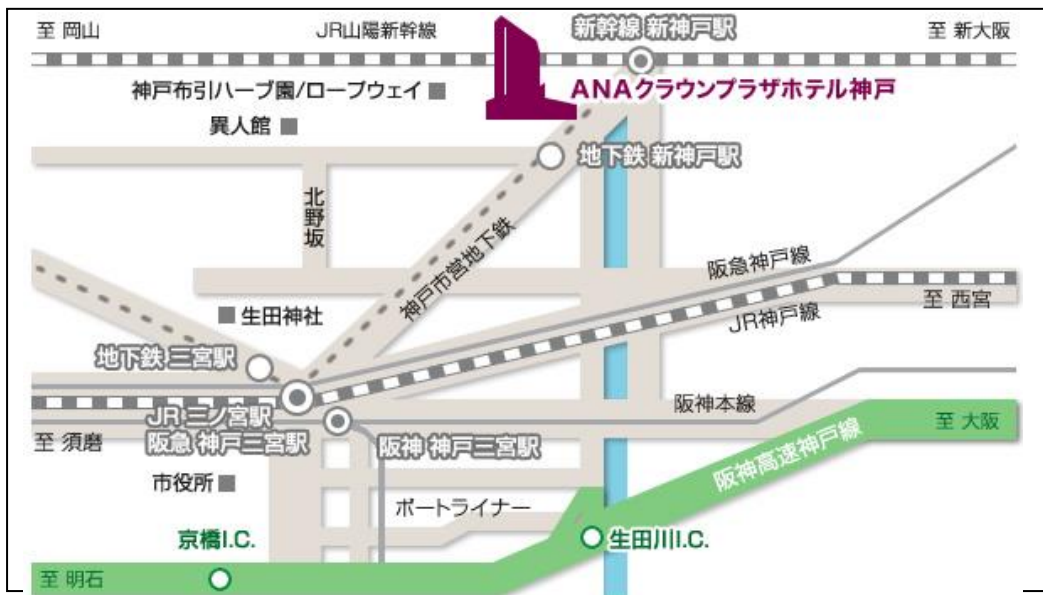 至 岡山
JR山陽新幹線
新幹線 新神戸駅
至 新大阪
神戸布引ハーブ園/ロープウェイ
ANAクラウンプラザホテル神戸
異人館
地下鉄 新神戸駅
北野坂
神戸市営地下鉄
阪急神戸線
至 西宮
生田神社
JR神戸線
地下鉄 三宮駅
JR 三ノ宮駅
阪神本線
至 須磨
阪急 神戸三宮駅
阪神 神戸三宮駅
至 大阪
阪神高速神戸線
市役所
ポートライナー
京橋I.C.
生田川I.C.
至 明石